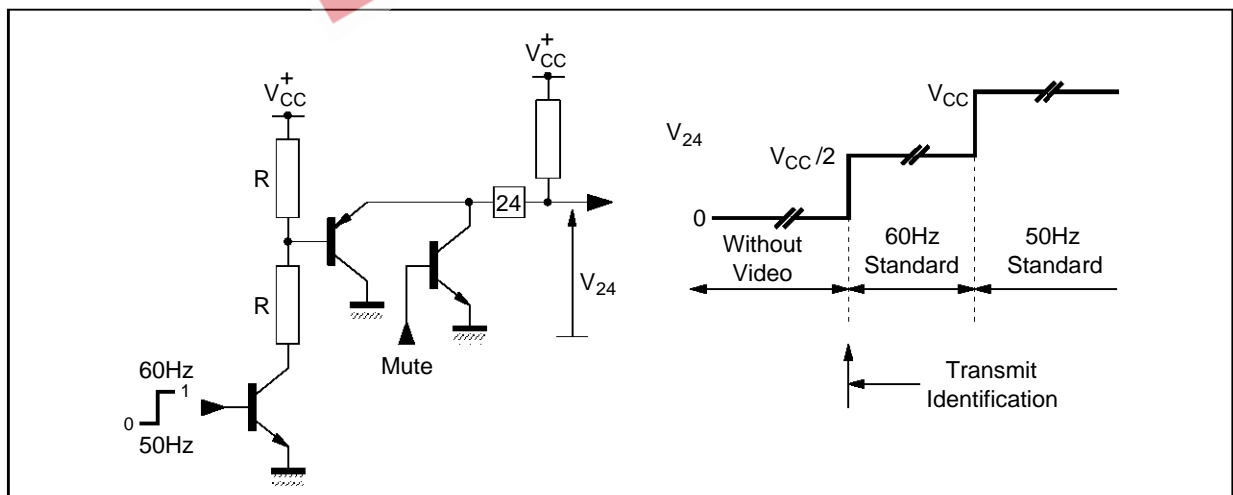 V+CC
V+CC
R
R
24
V24
Mute
60Hz
0 1
50Hz
V24
VCC
VCC /2
0
Without
Video
60Hz
Standard
50Hz
Standard
Transmit
Identification